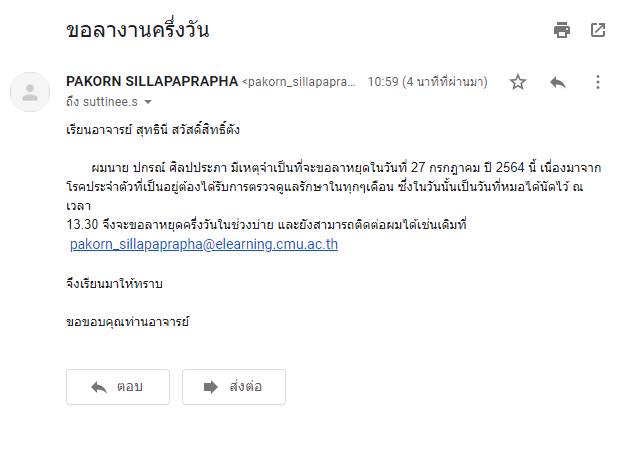 ขอลางานครึ่งวัน
PAKORN SILLAPAPRAPHA <pakorn_sillapapra... 10:59 (4 นาทีที่ผ่านมา)
ถึง suttinee.s
เรียนอาจารย์ สุทธินี สวัสดิ์สิทธิ์ดัง
ผมนาย ปกรณ์ ศิลปประภา มีเหตุจำเป็นที่จะขอลาหยุดในวันที่ 27 กรกฎาคม ปี 2564 นี้ เนื่องมาจาก
โรคประจำตัวที่เป็นอยู่ต้องได้รับการตรวจดูแลรักษาในทุกๆเดือน ซึ่งในวันนั้นเป็นวันที่หมอได้นัดไว้ ณ
เวลา
13.30 จึงจะขอลาหยุดครึ่งวันในช่วงบ่าย และยังสามารถติดต่อผมได้เช่นเดิมที่
pakorn_sillapaprapha@elearning.cmu.ac.th
จึงเรียนมาให้ทราบ
ขอขอบคุณท่านอาจารย์
ตอบ ส่งต่อ